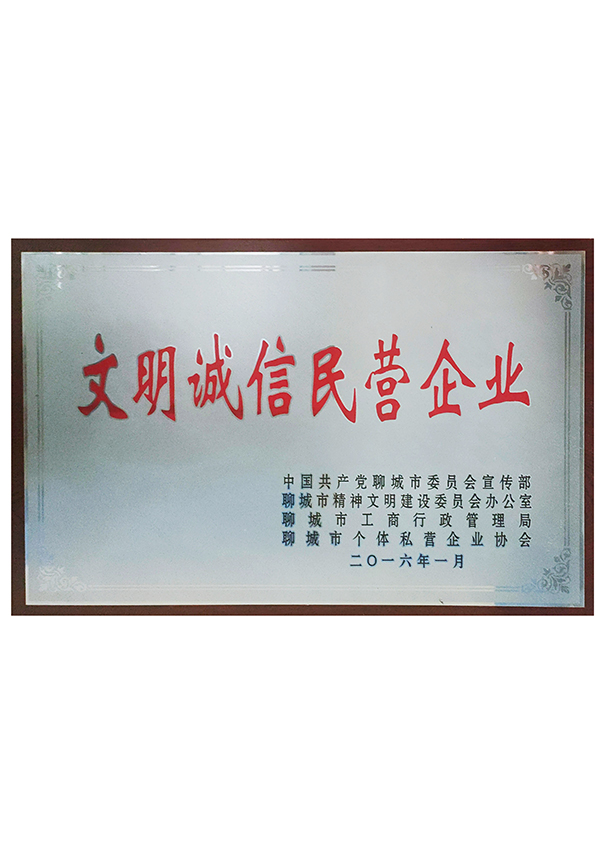 文明诚信民营企业
中国共产党聊城市委员会宣传部
聊城市精神文明建设委员会办公室
聊城市工商行政管理局
聊城市个体私营企业协会
二〇一六年一月